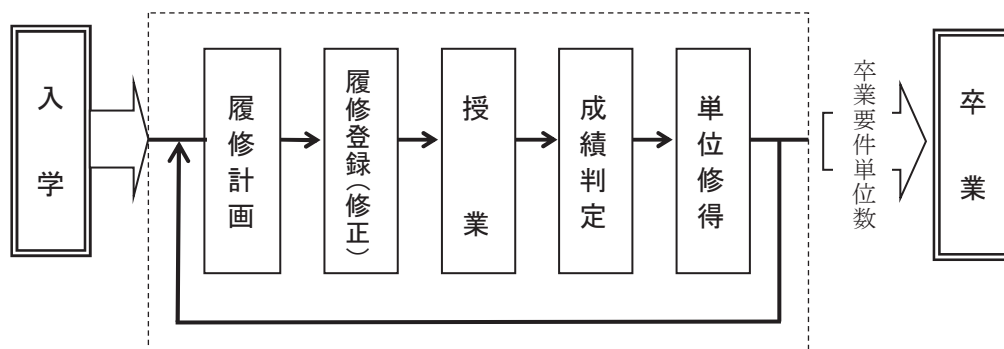 入学
履修計画
履修登録(修正)
授業
成績判定
単位修得
卒業要件単位数
卒業